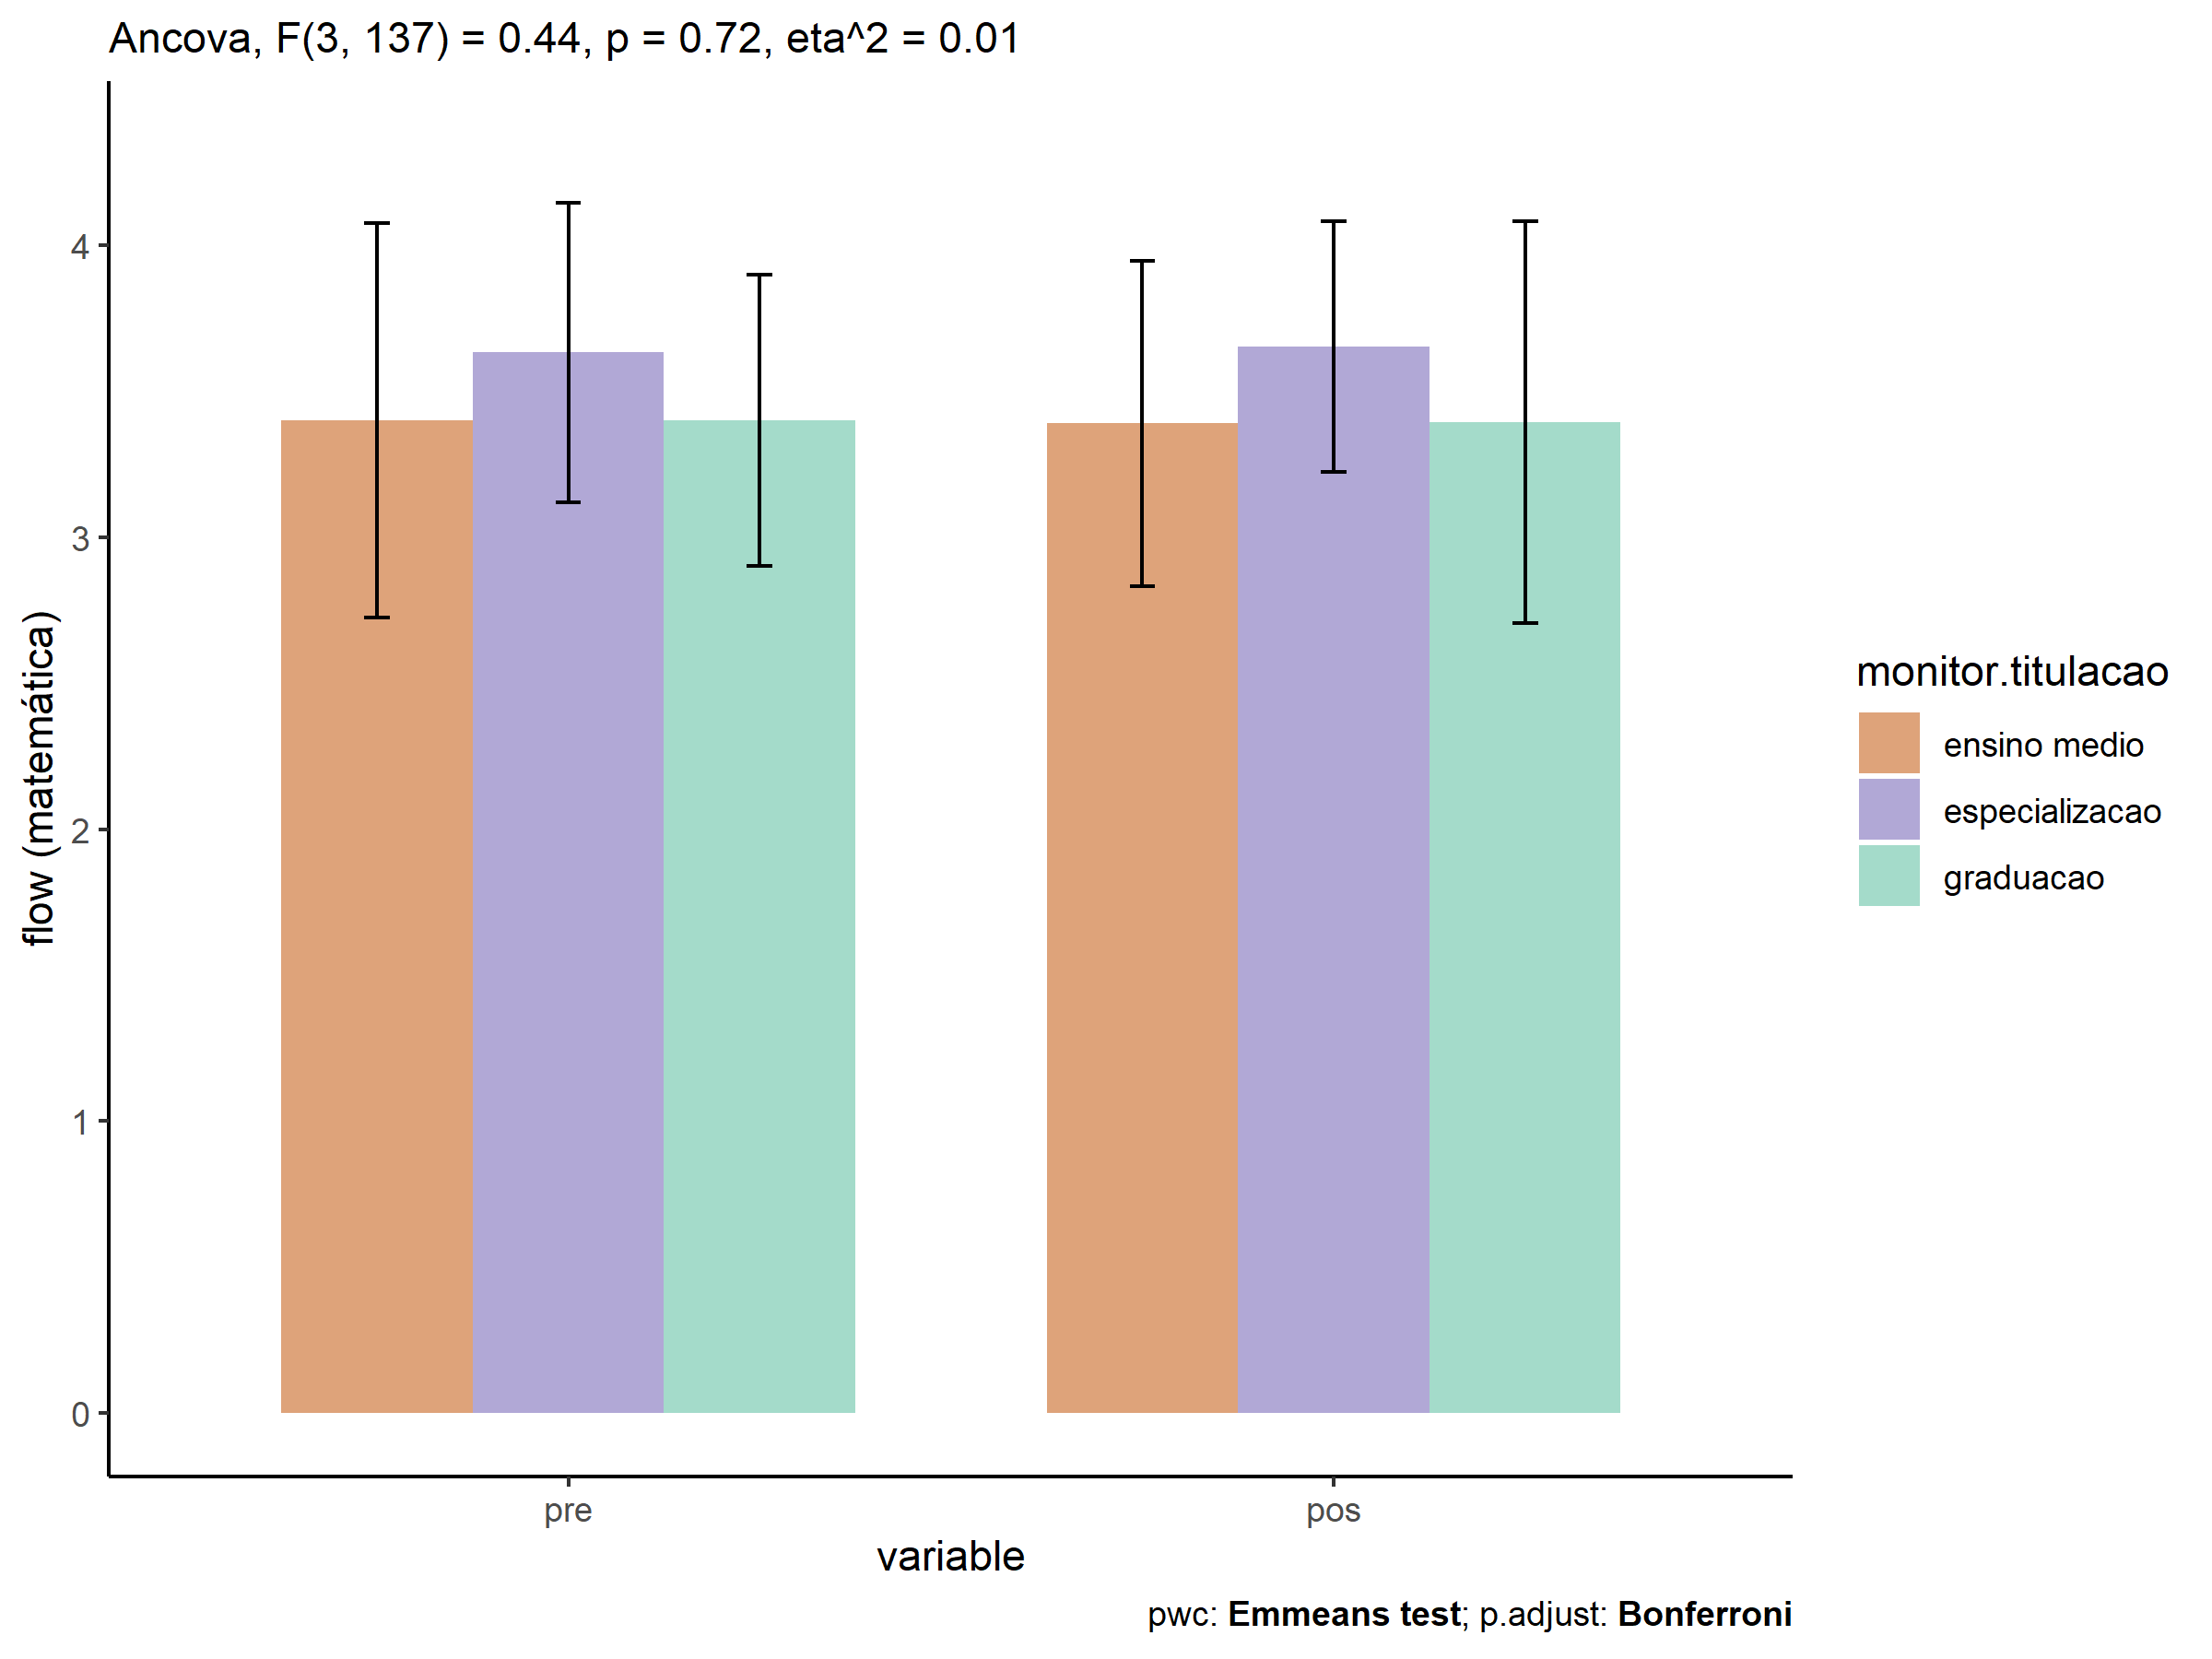 Ancova, F(3, 137) = 0.44, p = 0.72, eta^2 = 0.01
flow (matemática)
4
3
2
1
0
pre
pos
variable
monitor.titulacao
ensino medio
especializacao
graduacao
pwc: Emmeans test; p.adjust: Bonferroni